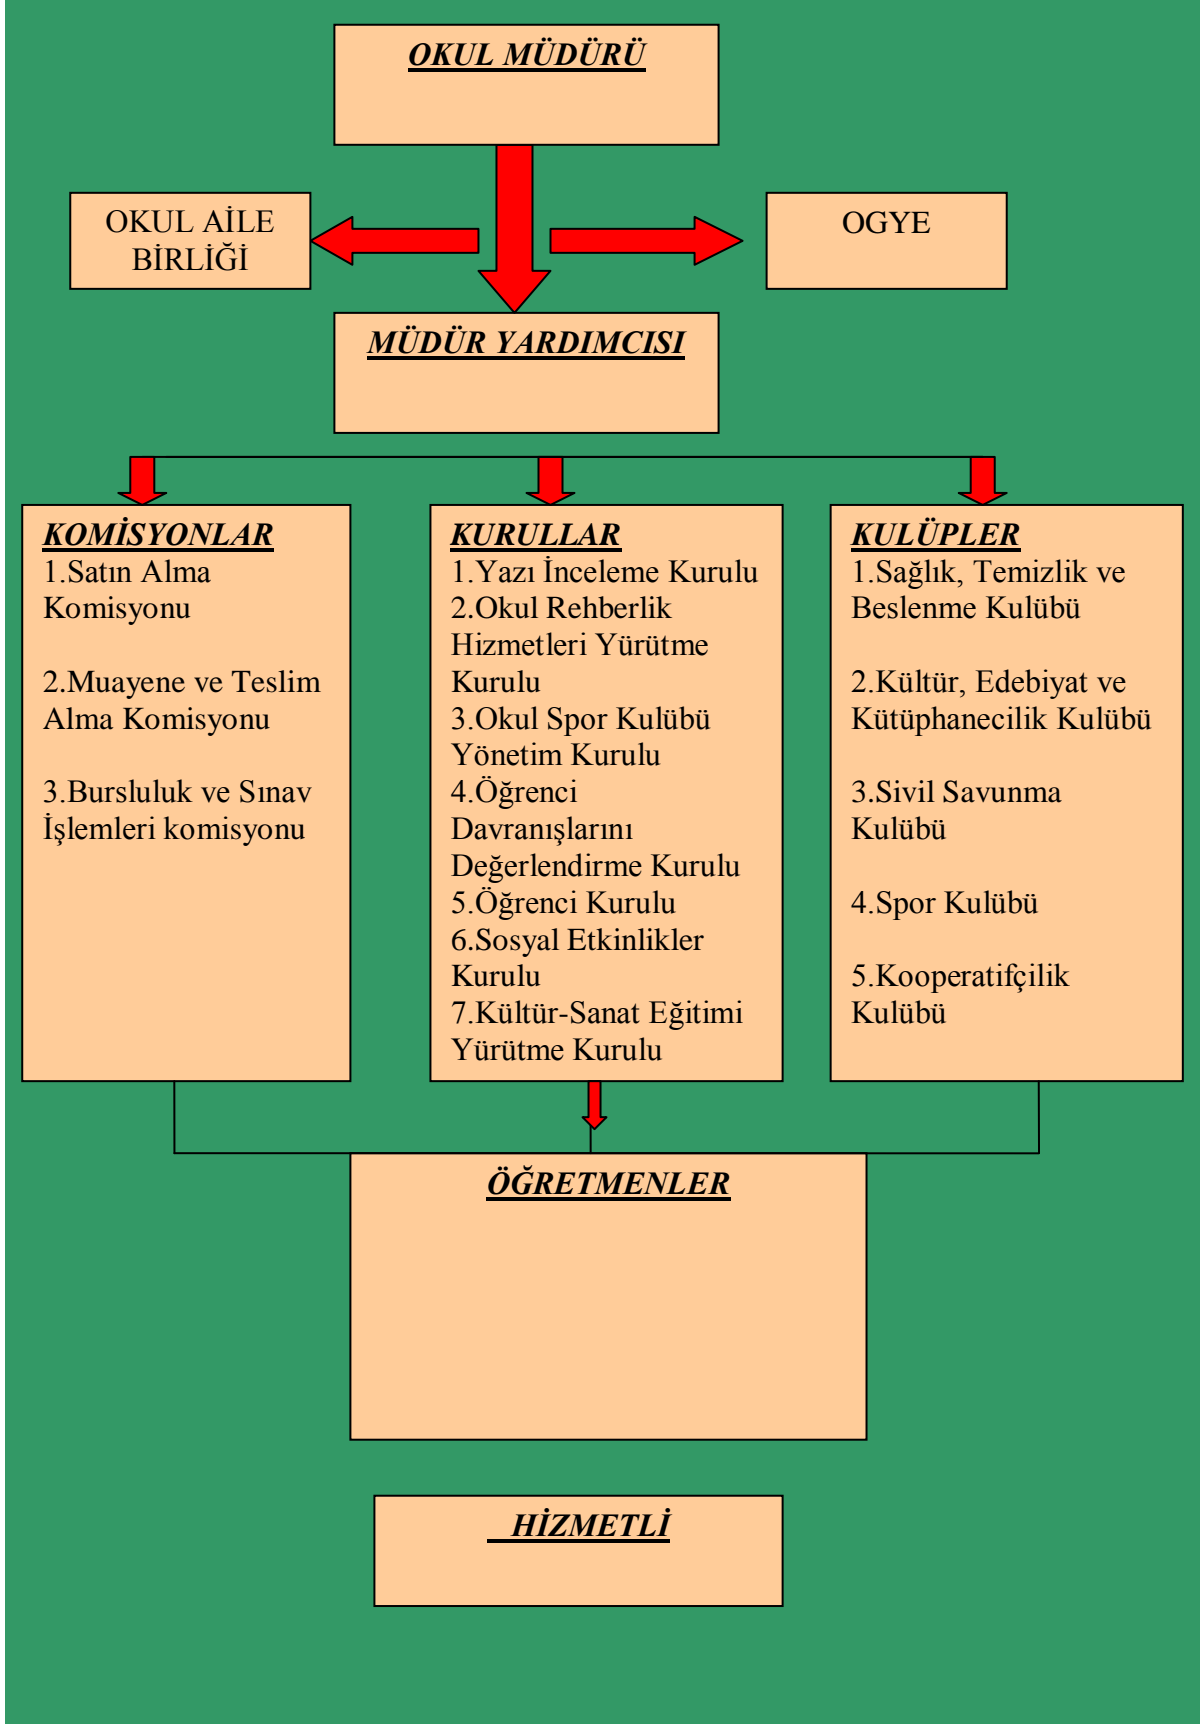 OKUL MÜDÜRÜ
OKUL AİLE
BİRLİĞİ
OGYE
MÜDÜR YARDIMCISI
KOMİSYONLAR
1.Satın Alma
Komisyonu
2.Muayene ve Teslim
Alma Komisyonu
3.Bursluluk ve Sınav
İşlemleri komisyonu
KURULLAR
1.Yazı İnceleme Kurulu
2.Okul Rehberlik
Hizmetleri Yürütme
Kurulu
3.Okul Spor Kulübü
Yönetim Kurulu
4.Öğrenci
Davranışlarını
Değerlendirme Kurulu
5.Öğrenci Kurulu
6.Sosyal Etkinlikler
Kurulu
7.Kültür-Sanat Eğitimi
Yürütme Kurulu
KULÜPLER
1.Sağlık, Temizlik ve
Beslenme Kulübü
2.Kültür, Edebiyat ve
Kütüphanecilik Kulübü
3.Sivil Savunma
Kulübü
4.Spor Kulübü
5.Kooperatifçilik
Kulübü
ÖĞRETMENLER
HİZMETLİ